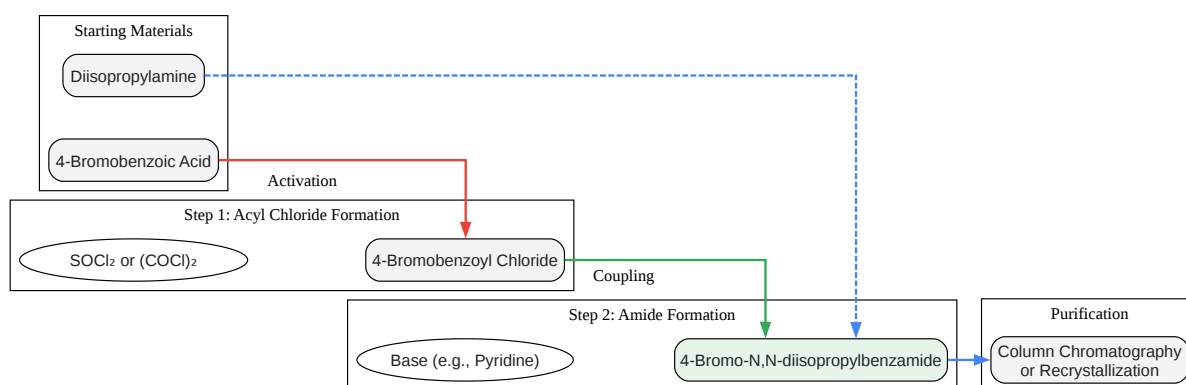 Starting Materials
Diisopropylamine
4-Bromobenzoic Acid
Activation
Step 1: Acyl Chloride Formation
SOCl₂ or (COCl)₂
4-Bromobenzoyl Chloride
Coupling
Step 2: Amide Formation
Base (e.g., Pyridine)
4-Bromo-N,N-diisopropylbenzamide
Purification
Column Chromatography
or Recrystallization